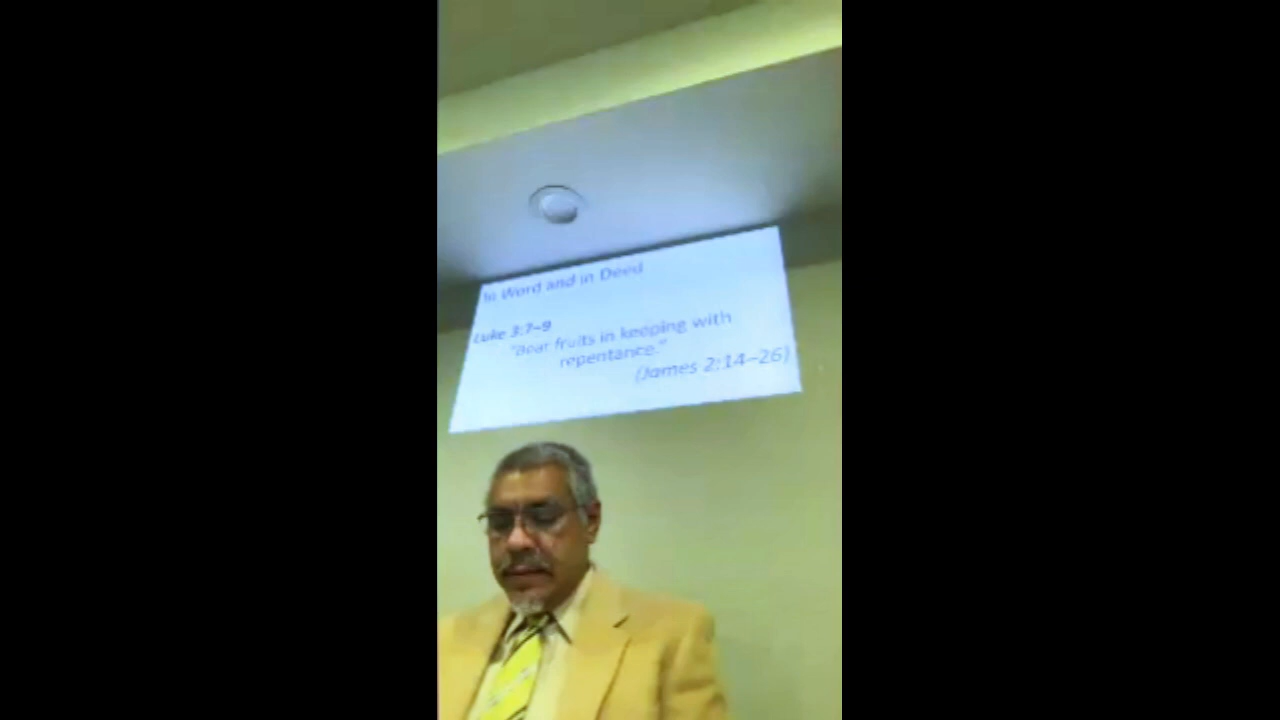 In Word and in Deed
Luke 3:7–9
"Bear fruits in keeping with
repentance."
(James 2:14–26)